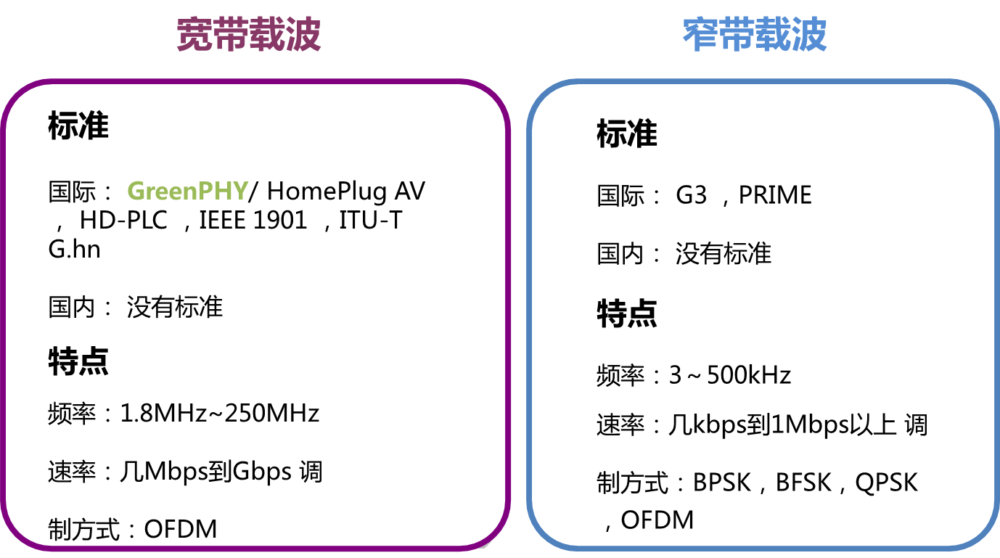 宽带载波
标准
国际： GreenPHY/ HomePlug AV
， HD-PLC ，IEEE 1901 ，ITU-T
G.hn
国内： 没有标准
特点
频率：1.8MHz~250MHz
速率：几Mbps到Gbps 调
制方式：OFDM
窄带载波
标准
国际： G3 ，PRIME
国内： 没有标准
特点
频率：3～500kHz
速率：几kbps到1Mbps以上 调
制方式：BPSK，BFSK，QPSK
，OFDM